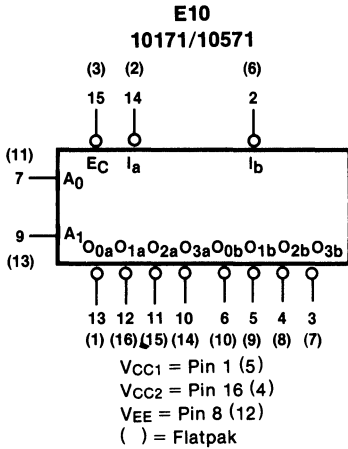 E10
10171/10571
(3) (2) (6)
15 14 2
E_C I_a I_b
(11)
7 A_0
9 A_1
(13)
O_0a O_1a O_2a O_3a O_0b O_1b O_2b O_3b
13 12 11 10 6 5 4 3
(1) (16) (15) (14) (10) (9) (8) (7)
V_CC1 = Pin 1 (5)
V_CC2 = Pin 16 (4)
V_EE = Pin 8 (12)
( ) = Flatpak